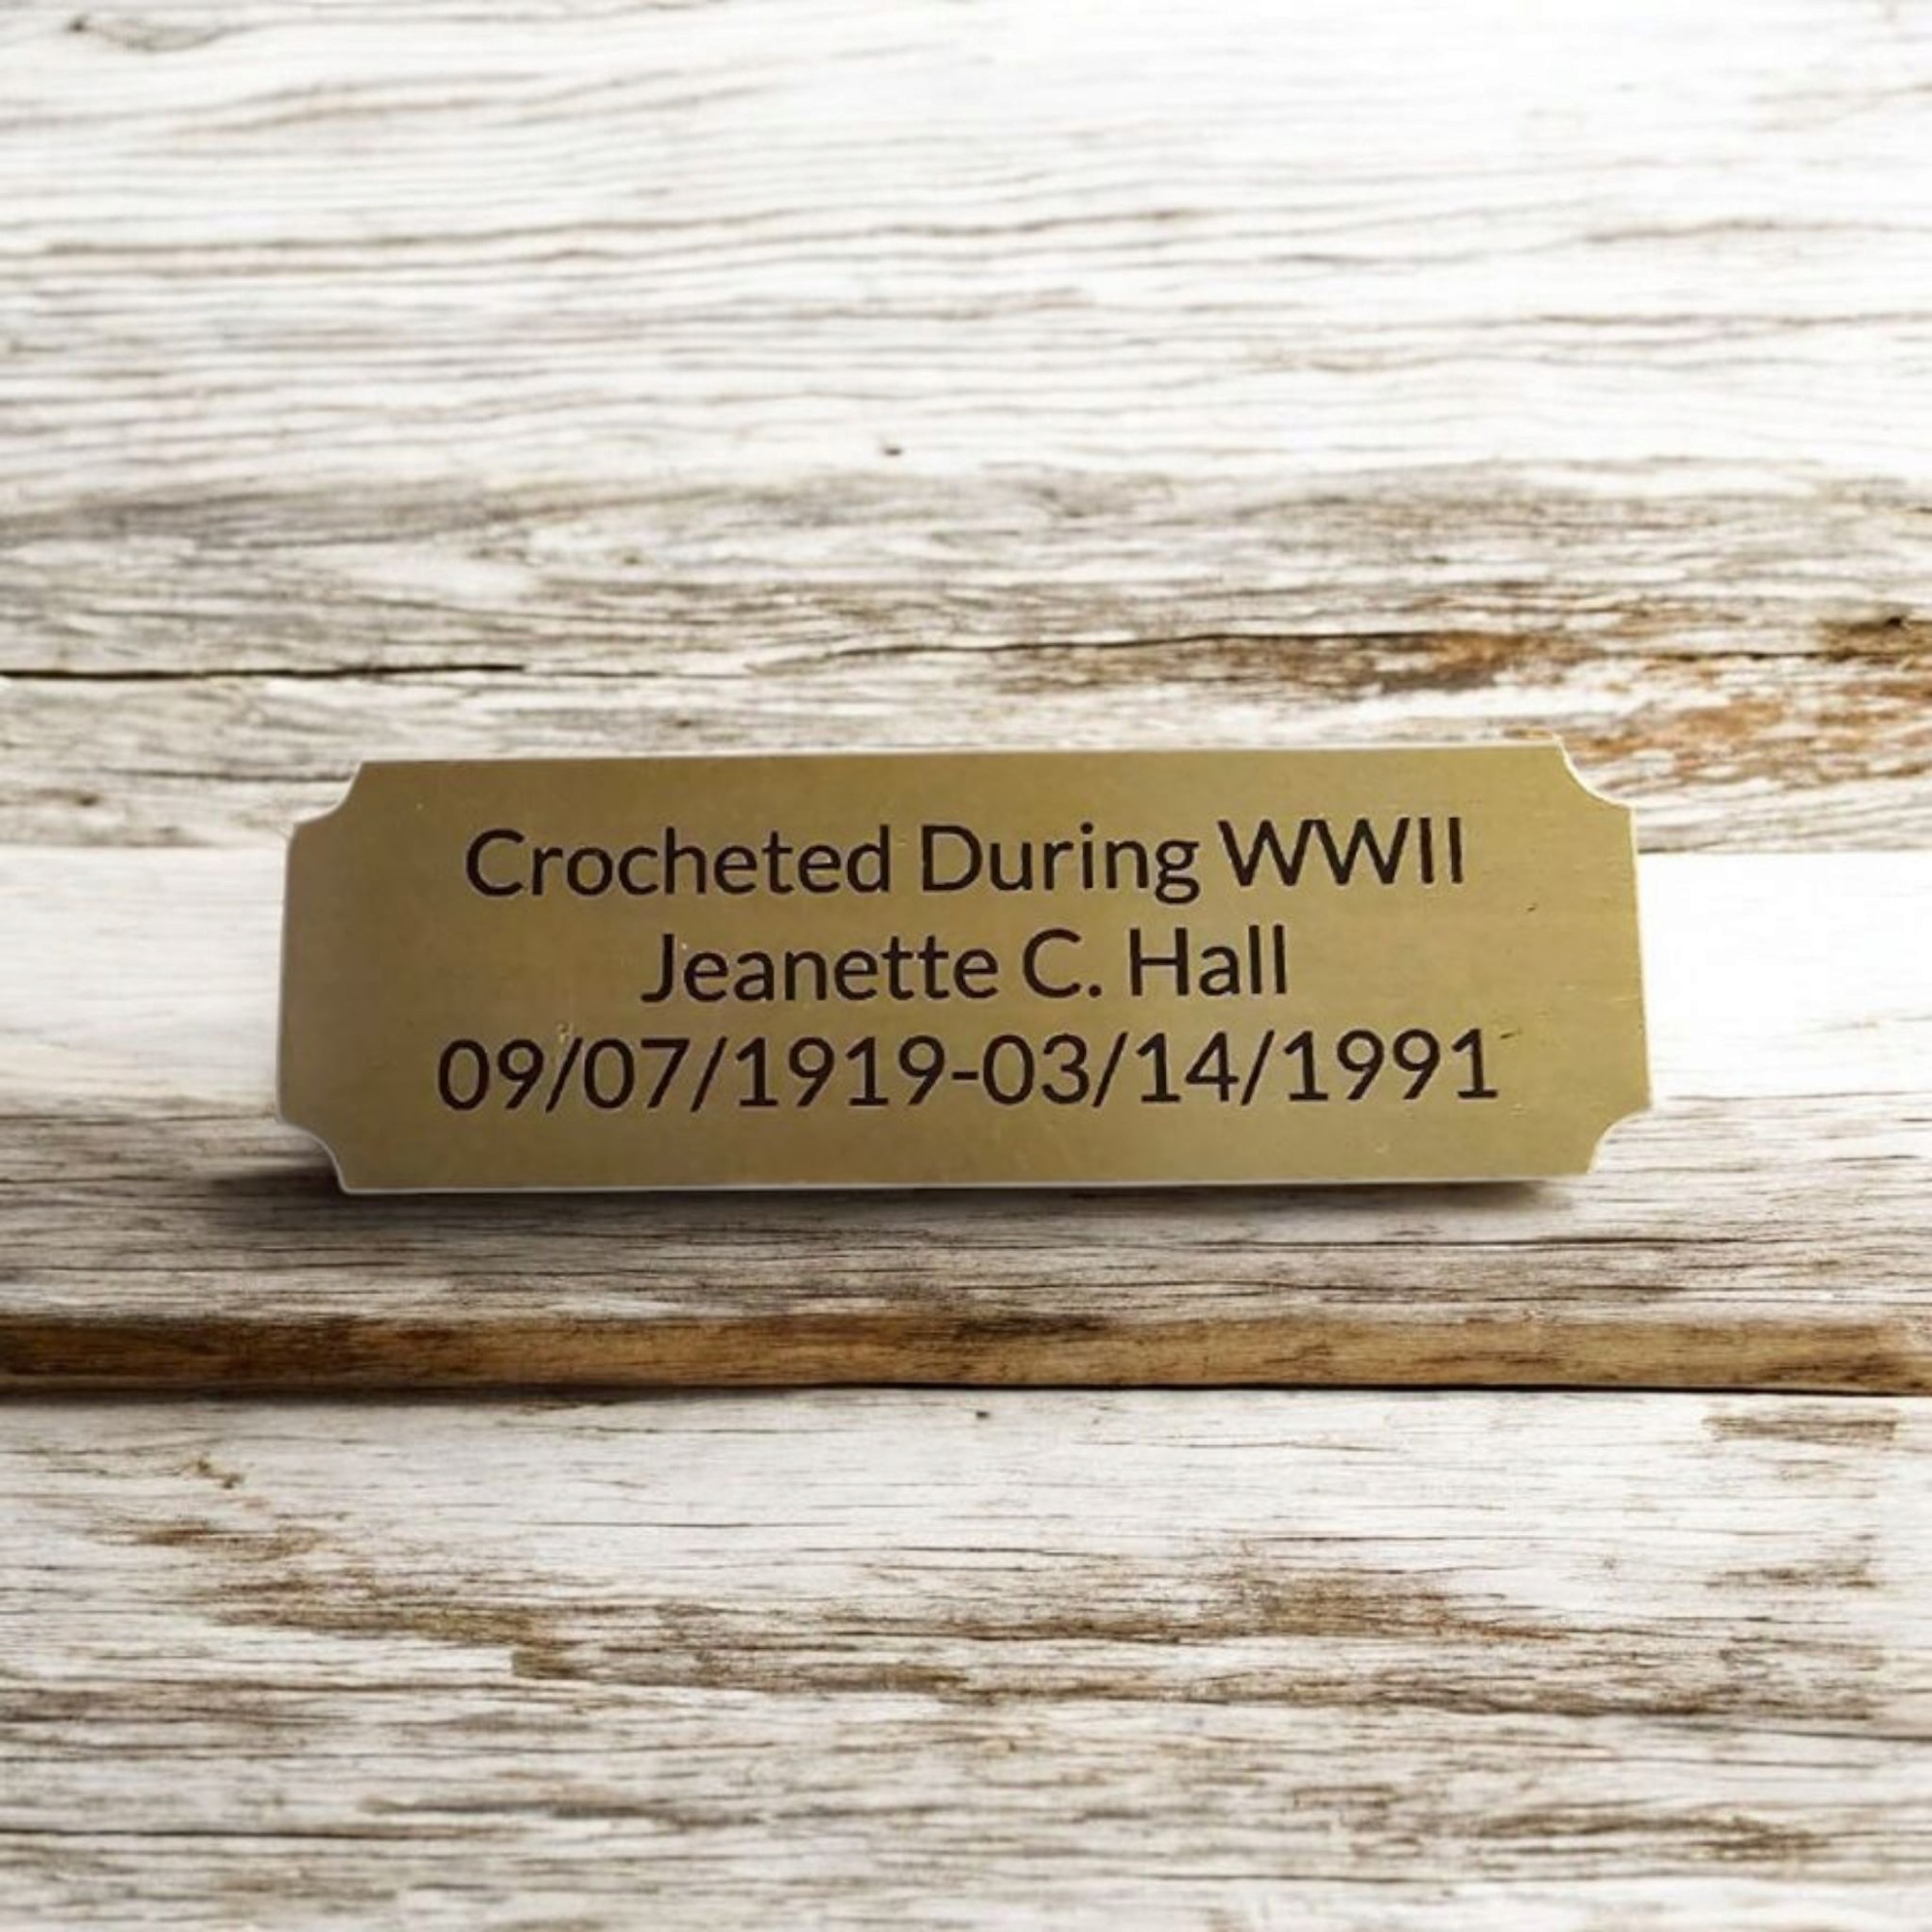 Crocheted During WWII
Jeanette C. Hall
09/07/1919-03/14/1991